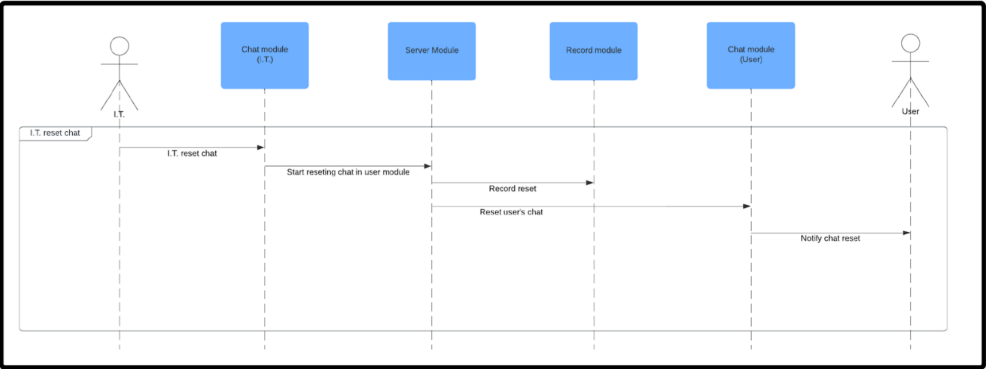 Chat module
(I.T.)
Server Module
Record module
Chat module
(User)
I.T.
User
I.T. reset chat
I.T. reset chat
Start reseting chat in user module
Record reset
Reset user's chat
Notify chat reset